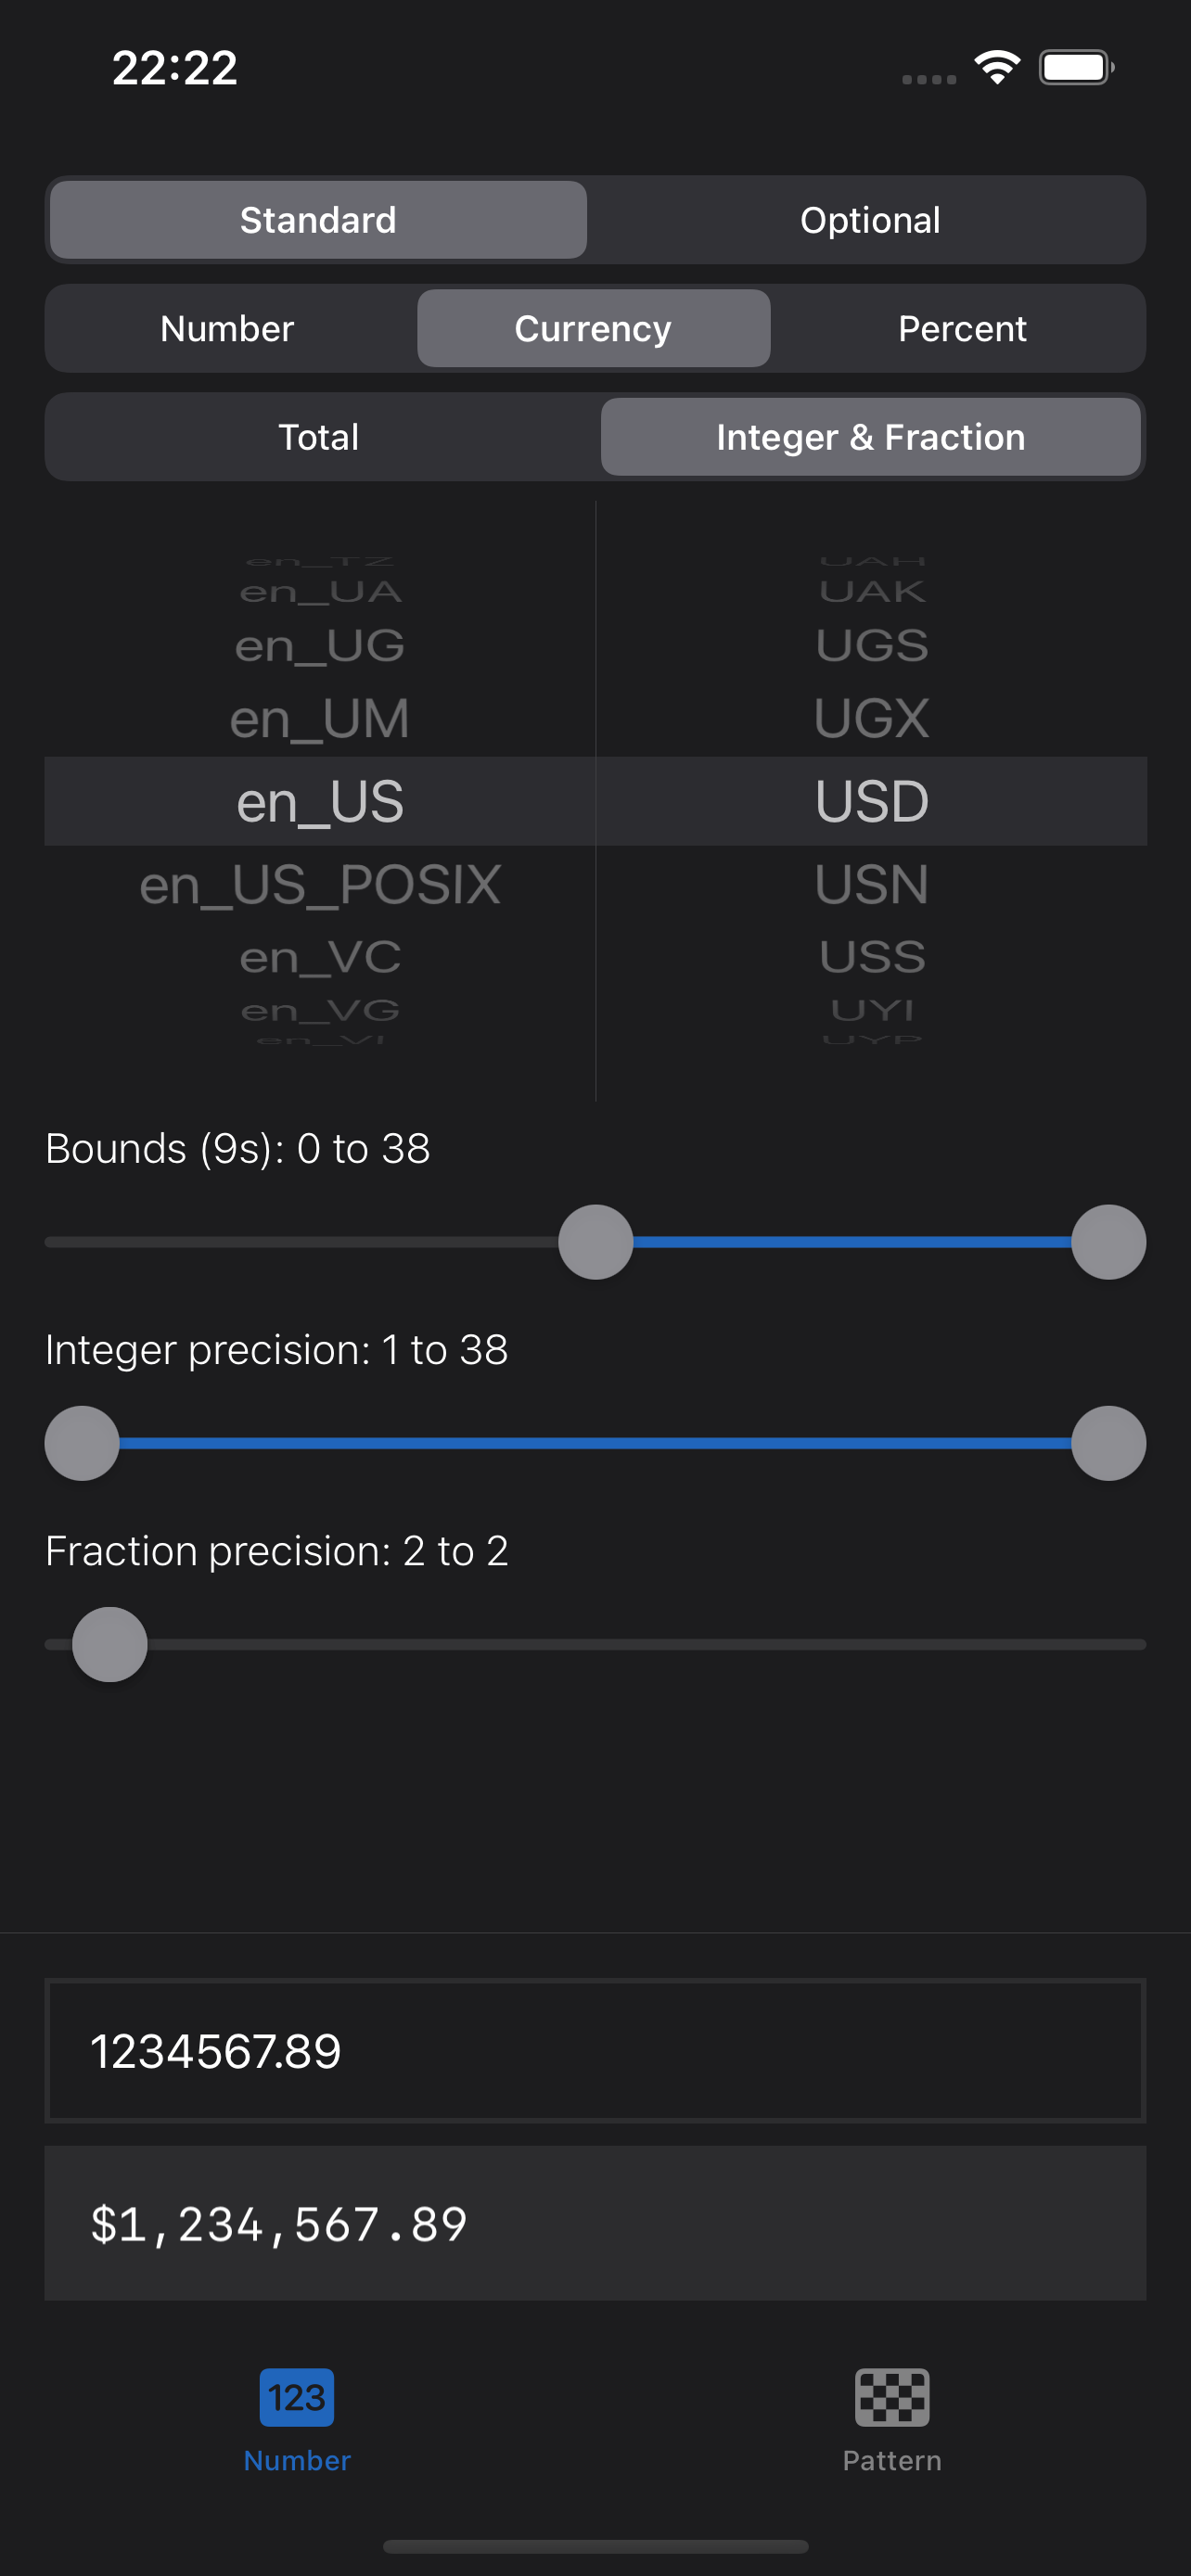 22:22
Standard Optional
Number Currency Percent
Total Integer & Fraction
en_TZ UAH
en_UA UAK
en_UG UGS
en_UM UGX
en_US USD
en_US_POSIX USN
en_VC USS
en_VG UYI
en_VI UYP
Bounds (9s): 0 to 38
Integer precision: 1 to 38
Fraction precision: 2 to 2
1234567.89
$1,234,567.89
123
Number Pattern